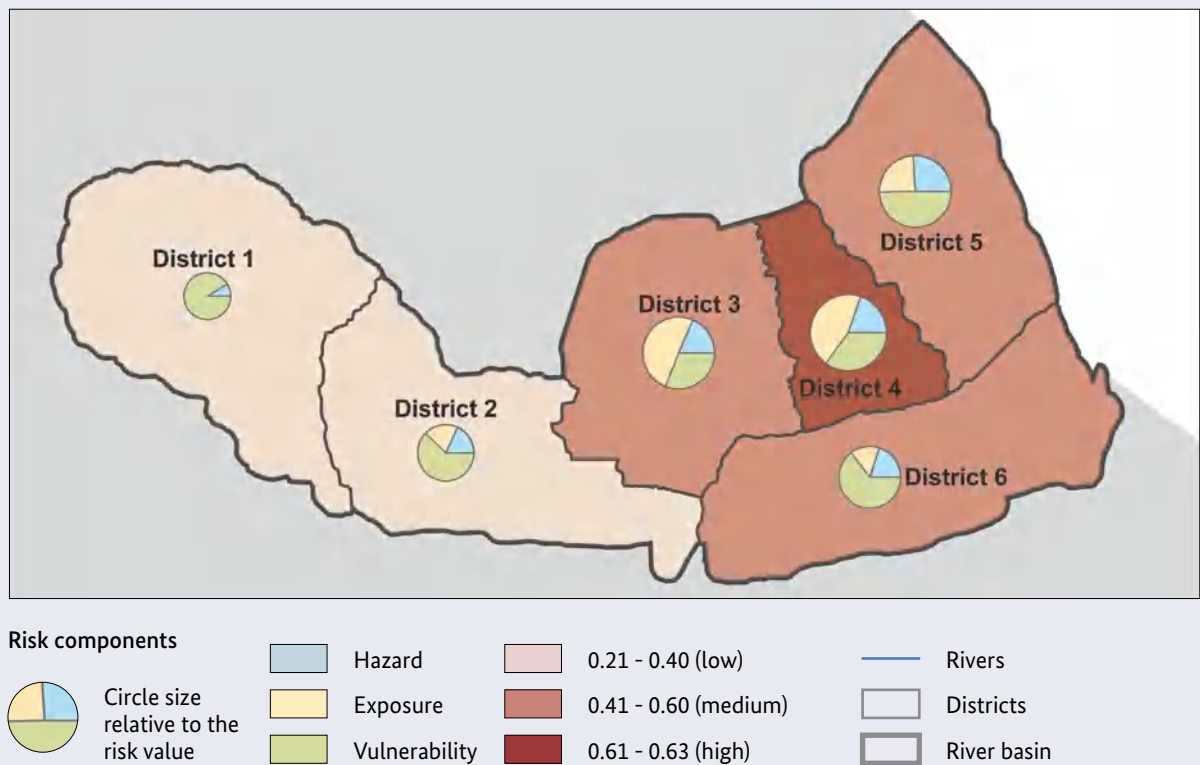 District 5
District 1
District 3
District 4
District 2
District 6
Risk components
Circle size
relative to the
risk value
Hazard
Exposure
Vulnerability
0.21 - 0.40 (low)
0.41 - 0.60 (medium)
0.61 - 0.63 (high)
Rivers
Districts
River basin